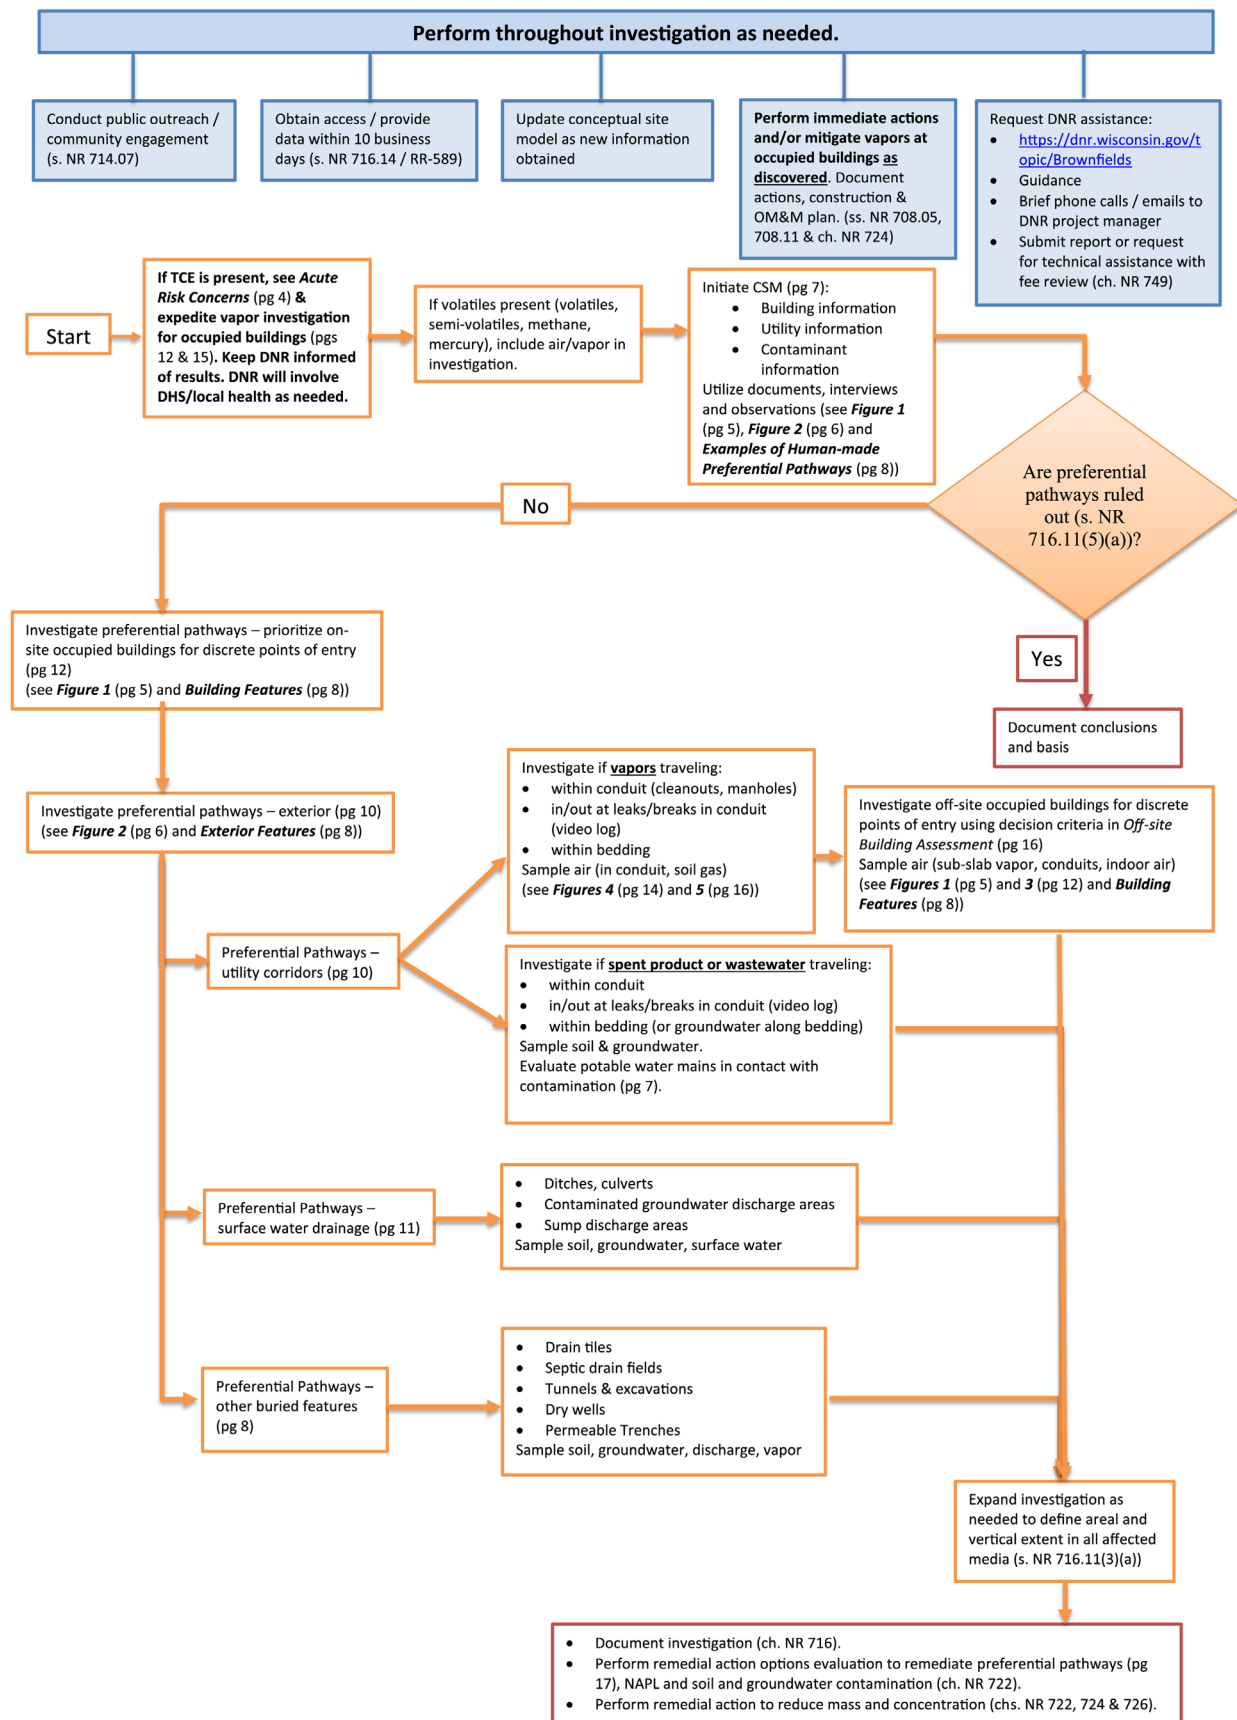 Perform throughout investigation as needed.
Conduct public outreach /
community engagement
(s. NR 714.07)
Obtain access / provide
data within 10 business
days (s. NR 716.14 / RR-589)
Update conceptual site
model as new information
obtained
Perform immediate actions
and/or mitigate vapors at
occupied buildings as
discovered. Document
actions, construction &
OM&M plan. (ss. NR 708.05,
708.11 & ch. NR 724)
Request DNR assistance:
• https://dnr.wisconsin.gov/t
opic/Brownfields
• Guidance
• Brief phone calls / emails to
DNR project manager
• Submit report or request
for technical assistance with
fee review (ch. NR 749)
Start
If TCE is present, see Acute
Risk Concerns (pg 4) &
expedite vapor investigation
for occupied buildings (pgs
12 & 15). Keep DNR informed
of results. DNR will involve
DHS/local health as needed.
If volatiles present (volatiles,
semi-volatiles, methane,
mercury), include air/vapor in
investigation.
Initiate CSM (pg 7):
• Building information
• Utility information
• Contaminant
information
Utilize documents, interviews
and observations (see Figure 1
(pg 5), Figure 2 (pg 6) and
Examples of Human-made
Preferential Pathways (pg 8))
Are preferential
pathways ruled
out (s. NR
716.11(5)(a))?
No
Yes
Document conclusions
and basis
Investigate preferential pathways – prioritize on-
site occupied buildings for discrete points of entry
(pg 12)
(see Figure 1 (pg 5) and Building Features (pg 8))
Investigate preferential pathways – exterior (pg 10)
(see Figure 2 (pg 6) and Exterior Features (pg 8))
Preferential Pathways –
utility corridors (pg 10)
Investigate if vapors traveling:
• within conduit (cleanouts, manholes)
• in/out at leaks/breaks in conduit
(video log)
• within bedding
Sample air (in conduit, soil gas)
(see Figures 4 (pg 14) and 5 (pg 16))
Investigate off-site occupied buildings for discrete
points of entry using decision criteria in Off-site
Building Assessment (pg 16)
Sample air (sub-slab vapor, conduits, indoor air)
(see Figures 1 (pg 5) and 3 (pg 12) and Building
Features (pg 8))
Investigate if spent product or wastewater traveling:
• within conduit
• in/out at leaks/breaks in conduit (video log)
• within bedding (or groundwater along bedding)
Sample soil & groundwater.
Evaluate potable water mains in contact with
contamination (pg 7).
Preferential Pathways –
surface water drainage (pg 11)
• Ditches, culverts
• Contaminated groundwater discharge areas
• Sump discharge areas
Sample soil, groundwater, surface water
Preferential Pathways –
other buried features
(pg 8)
• Drain tiles
• Septic drain fields
• Tunnels & excavations
• Dry wells
• Permeable Trenches
Sample soil, groundwater, discharge, vapor
Expand investigation as
needed to define areal and
vertical extent in all affected
media (s. NR 716.11(3)(a))
• Document investigation (ch. NR 716).
• Perform remedial action options evaluation to remediate preferential pathways (pg
17), NAPL and soil and groundwater contamination (ch. NR 722).
• Perform remedial action to reduce mass and concentration (chs. NR 722, 724 & 726).